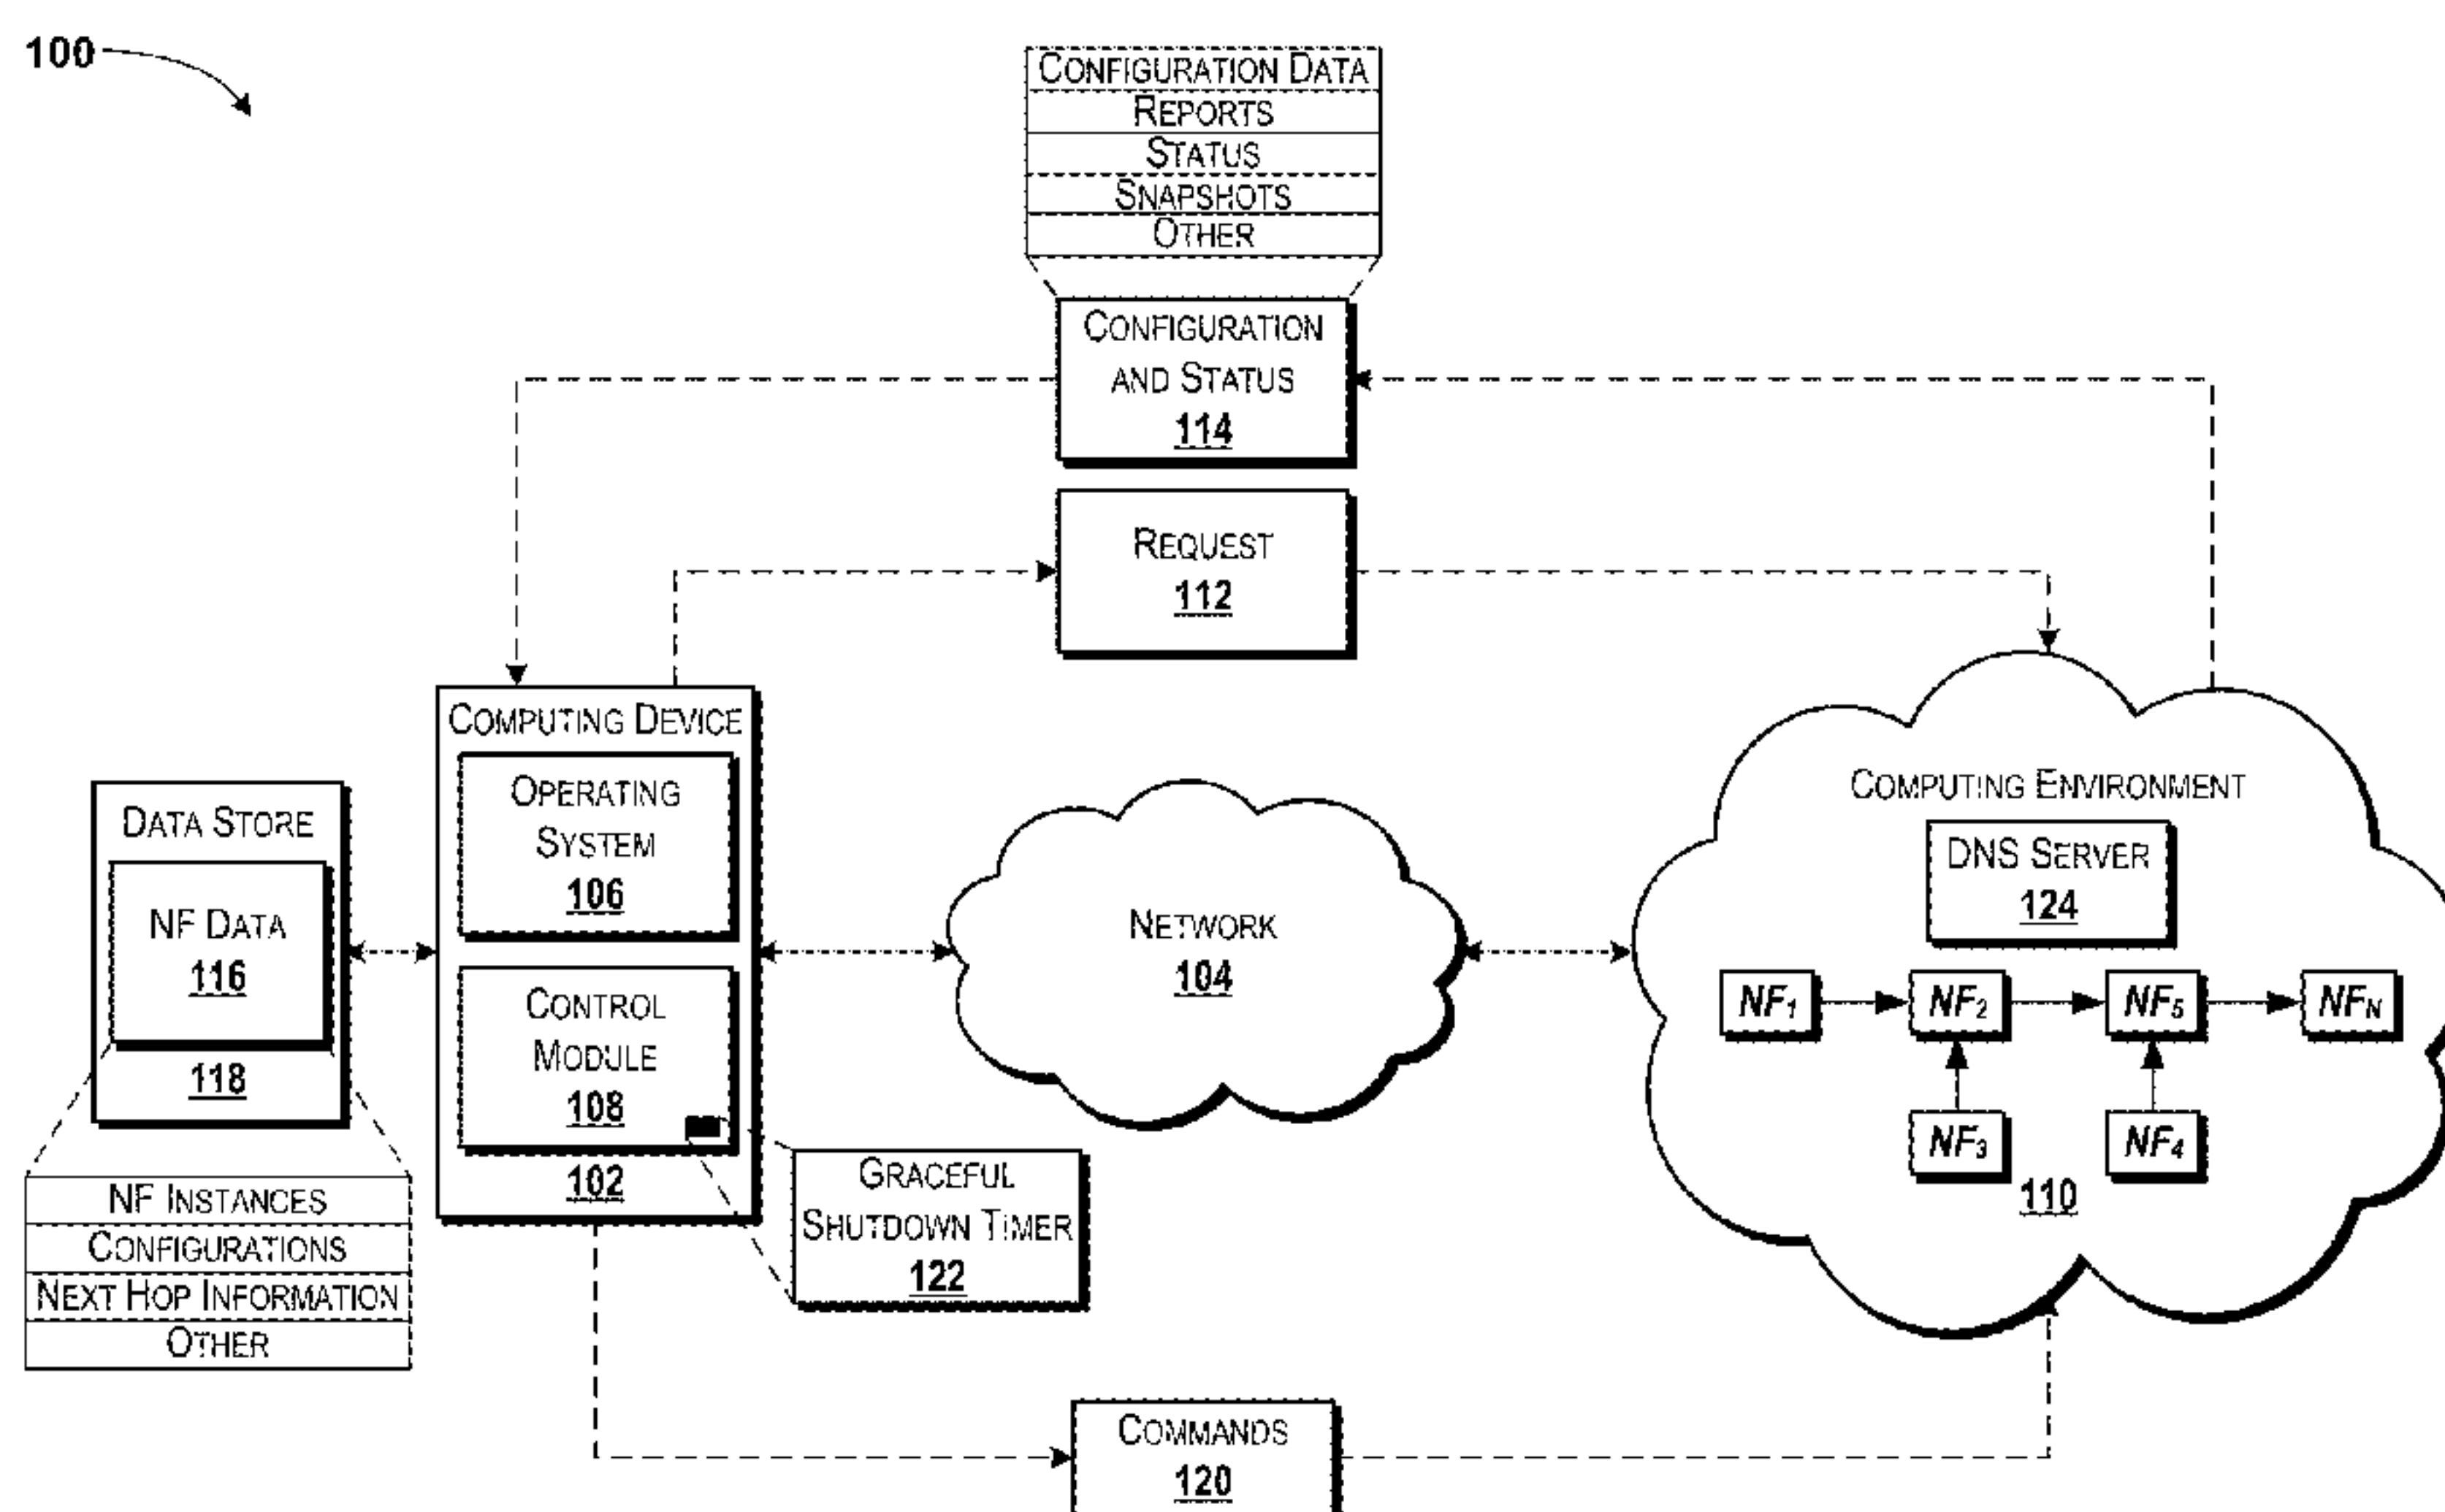 100
CONFIGURATION DATA
REPORTS
STATUS
SNAPSHOTS
OTHER
CONFIGURATION
AND STATUS
114
REQUEST
112
COMPUTING DEVICE
OPERATING
SYSTEM
106
CONTROL
MODULE
108
102
DATA STORE
NF DATA
116
118
NF INSTANCES
CONFIGURATIONS
NEXT HOP INFORMATION
OTHER
GRACEFUL
SHUTDOWN TIMER
122
NETWORK
104
COMPUTING ENVIRONMENT
DNS SERVER
124
NF1
NF2
NF5
NFN
NF3
NF4
110
COMMANDS
120